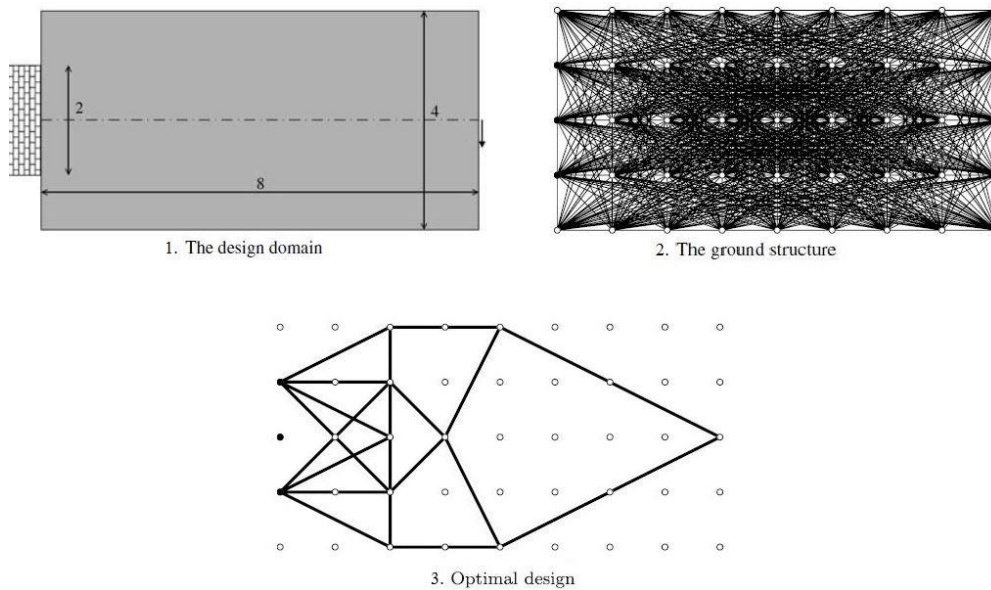 2
4
8
1. The design domain
2. The ground structure
3. Optimal design